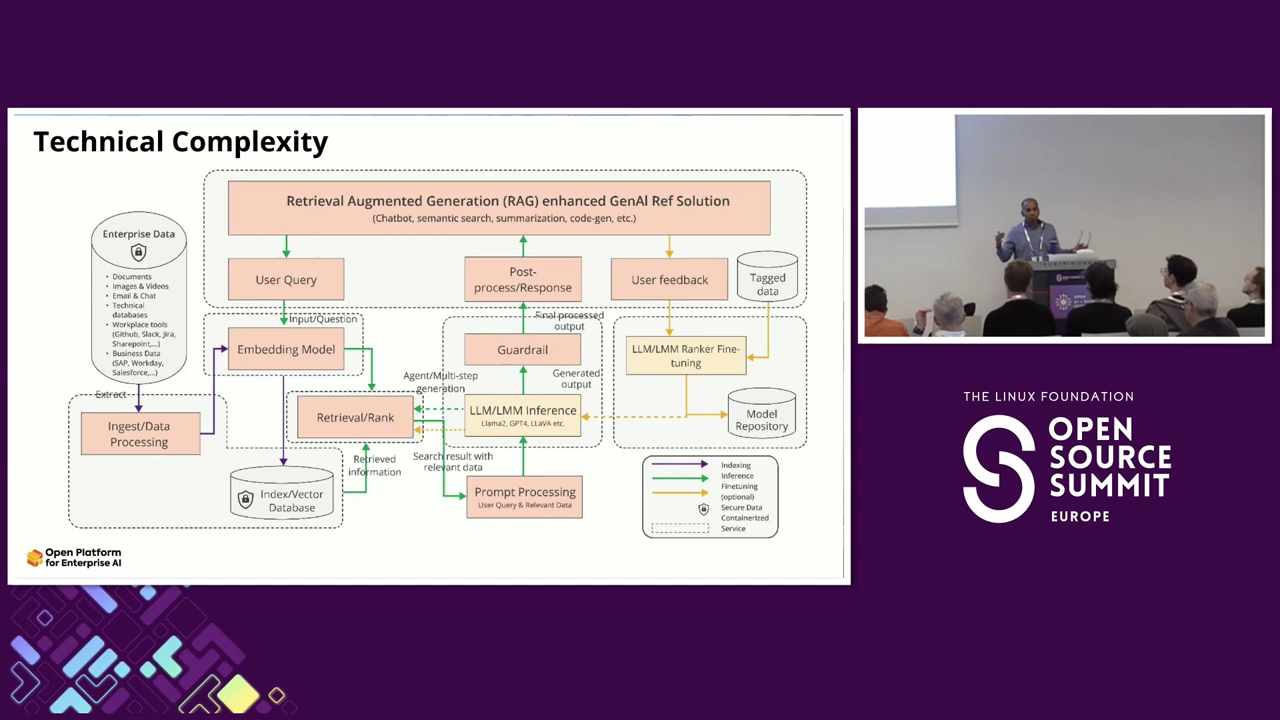 Technical Complexity
Retrieval Augmented Generation (RAG) enhanced GenAI Ref Solution
(Chatbot, semantic search, summarization, code-gen, etc.)
Enterprise Data
• Documents
• Images & Videos
• Email & Chat
• Technical
databases
• Workplace tools
(Github, Slack, Jira,
Sharepoint,...)
• Business Data
(SAP, Workday,
Salesforce,...)
User Query
Post-
process/Response
User feedback
Tagged
data
Input/Question
Final processed
output
Embedding Model
Guardrail
LLM/LMM Ranker Fine-
tuning
Agent/Multi-step
generation
Generated
output
Extract
Ingest/Data
Processing
Retrieval/Rank
LLM/LMM Inference
Llama2, GPT4, LLaVA etc.
Model
Repository
Retrieved
information
Search result with
relevant data
Index/Vector
Database
Prompt Processing
User Query & Relevant Data
Indexing
Inference
Finetuning
(optional)
Secure Data
Containerized
Service
Open Platform
for Enterprise AI
THE LINUX FOUNDATION
OPEN
SOURCE
SUMMIT
EUROPE